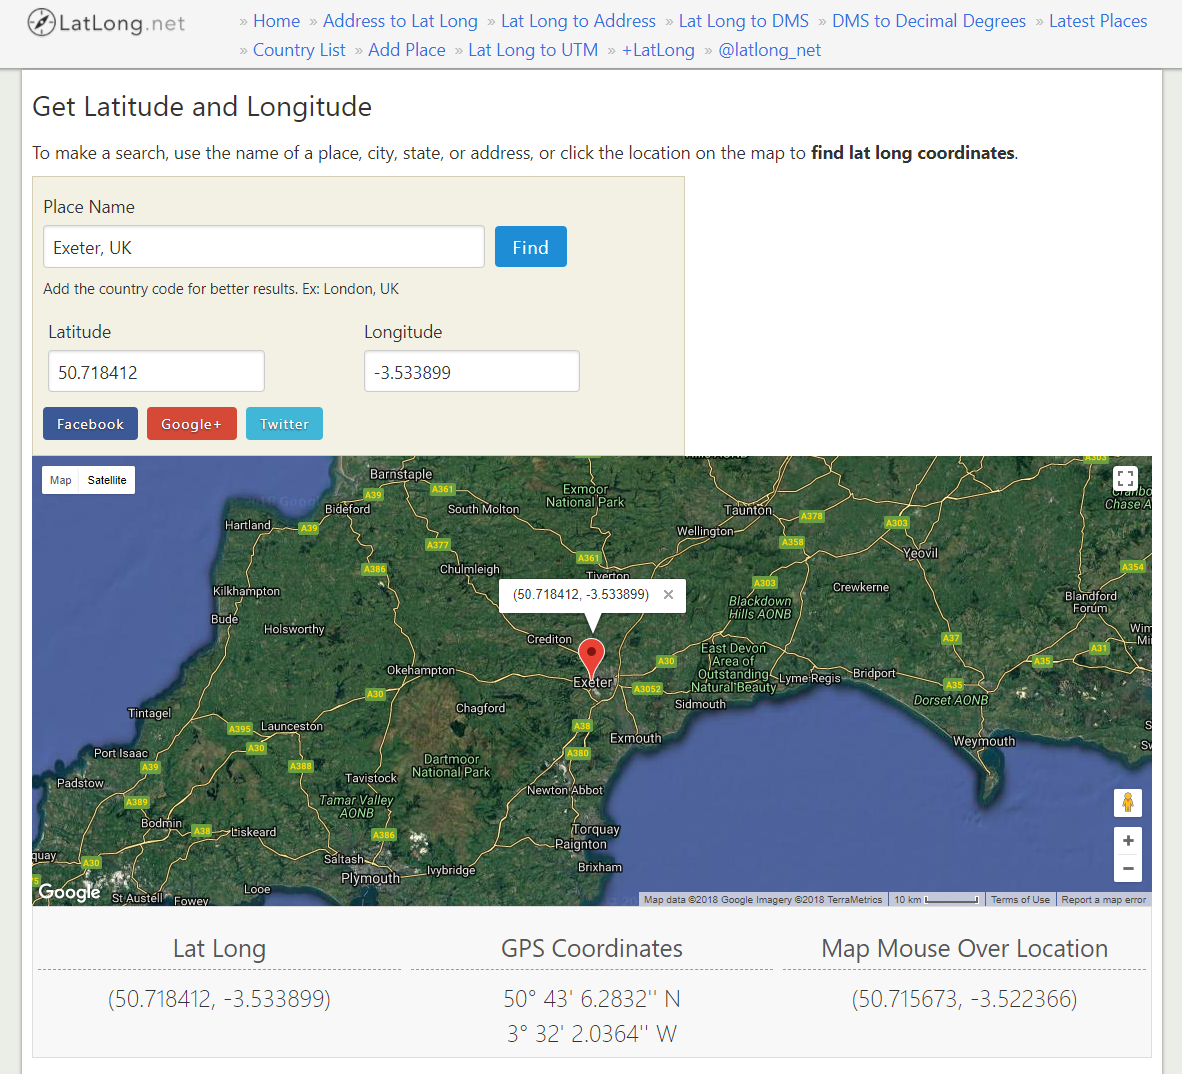 LatLong.net
» Home » Address to Lat Long » Lat Long to Address » Lat Long to DMS » DMS to Decimal Degrees » Latest Places
» Country List » Add Place » Lat Long to UTM » +LatLong » @latlong_net
Get Latitude and Longitude
To make a search, use the name of a place, city, state, or address, or click the location on the map to find lat long coordinates.
Place Name
Exeter, UK
Find
Add the country code for better results. Ex: London, UK
Latitude
Longitude
50.718412
-3.533899
Facebook
Google+
Twitter
Map
Satellite
Barnstaple
A39
A361
Bideford
South Molton
Exmoor
National Park
Taunton
A378
A303
A303
Chase A
Hartland
A39
Wellington
A377
A358
Yeovil
A361
A386
Chulmleigh
Tiverton
A303
A354
Kilkhampton
Crewkerne
Blandford
Forum
(50.718412, -3.533899)
Blackdown
Hills AONB
Bude
Holsworthy
Crediton
A37
A31
East Devon
Area of
Outstanding
Natural Beauty
A30
A35
Okehampton
Exeter
A3052
Lyme Regis
Bridport
A35
Dorset AONB
A30
Chagford
Sidmouth
Tintagel
A395
Launceston
A38
Exmouth
Weymouth
Port Isaac
A30
A380
A39
A388
Dartmoor
National Park
Padstow
Tavistock
Newton Abbot
A389
Tamar Valley
AONB
Bodmin
A38
Liskeard
A386
Torquay
Paignton
quay
A30
Saltash
Plymouth
Ivybridge
Brixham
Looe
St Austell
Fowey
Google
Map data ©2018 Google Imagery ©2018 TerraMetrics
10 km
Terms of Use
Report a map error
Lat Long
GPS Coordinates
Map Mouse Over Location
(50.718412, -3.533899)
50° 43' 6.2832'' N
(50.715673, -3.522366)
3° 32' 2.0364'' W